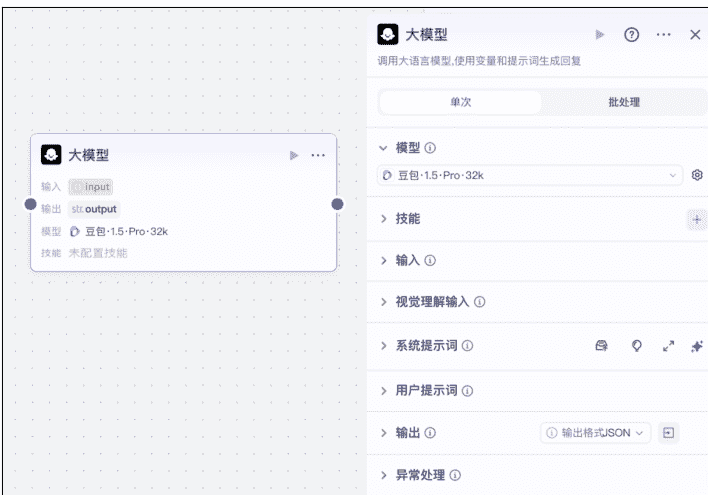 大模型
输入 input
输出 str.output
模型 豆包·1.5·Pro·32k
技能 未配置技能
大模型
调用大语言模型,使用变量和提示词生成回复
单次 批处理
模型
豆包·1.5·Pro·32k
技能
输入
视觉理解输入
系统提示词
用户提示词
输出 输出格式JSON
异常处理